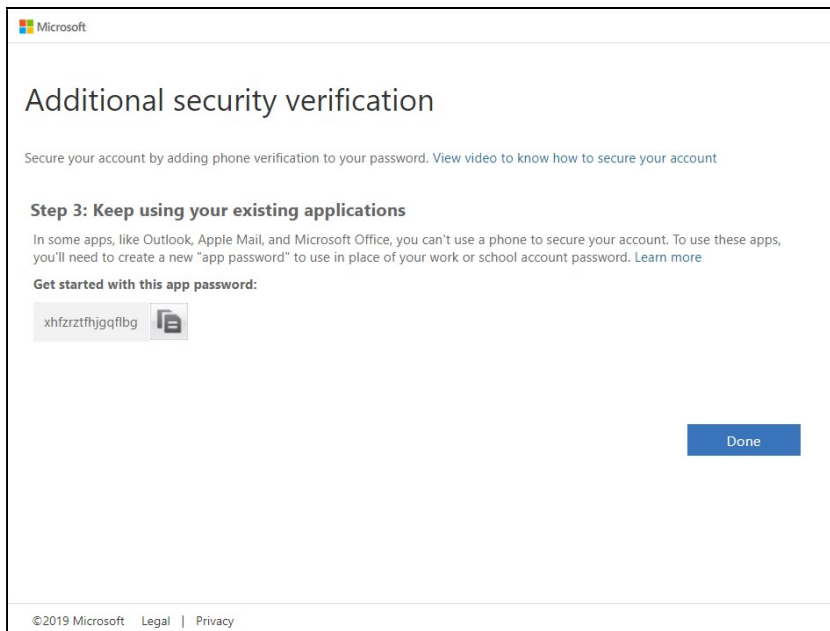 Microsoft
Additional security verification
Secure your account by adding phone verification to your password. View video to know how to secure your account
Step 3: Keep using your existing applications
In some apps, like Outlook, Apple Mail, and Microsoft Office, you can't use a phone to secure your account. To use these apps,
you'll need to create a new "app password" to use in place of your work or school account password. Learn more
Get started with this app password:
xhfzrztfhjgqflbg
Done
©2019 Microsoft Legal | Privacy